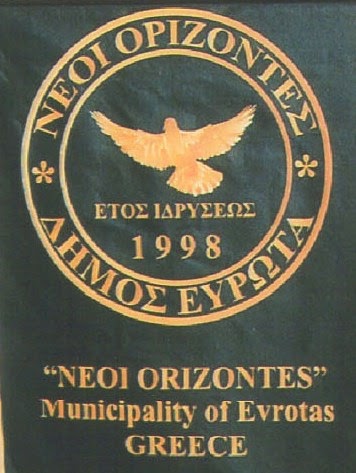 ΝΕΟΙ ΟΡΙΖΟΝΤΕΣ
ΕΤΟΣ ΙΔΡΥΣΕΩΣ
1998
* ΔΗΜΟΣ ΕΥΡΩΤΑ *
“NEOI ORIZONTES”
Municipality of Evrotas
GREECE